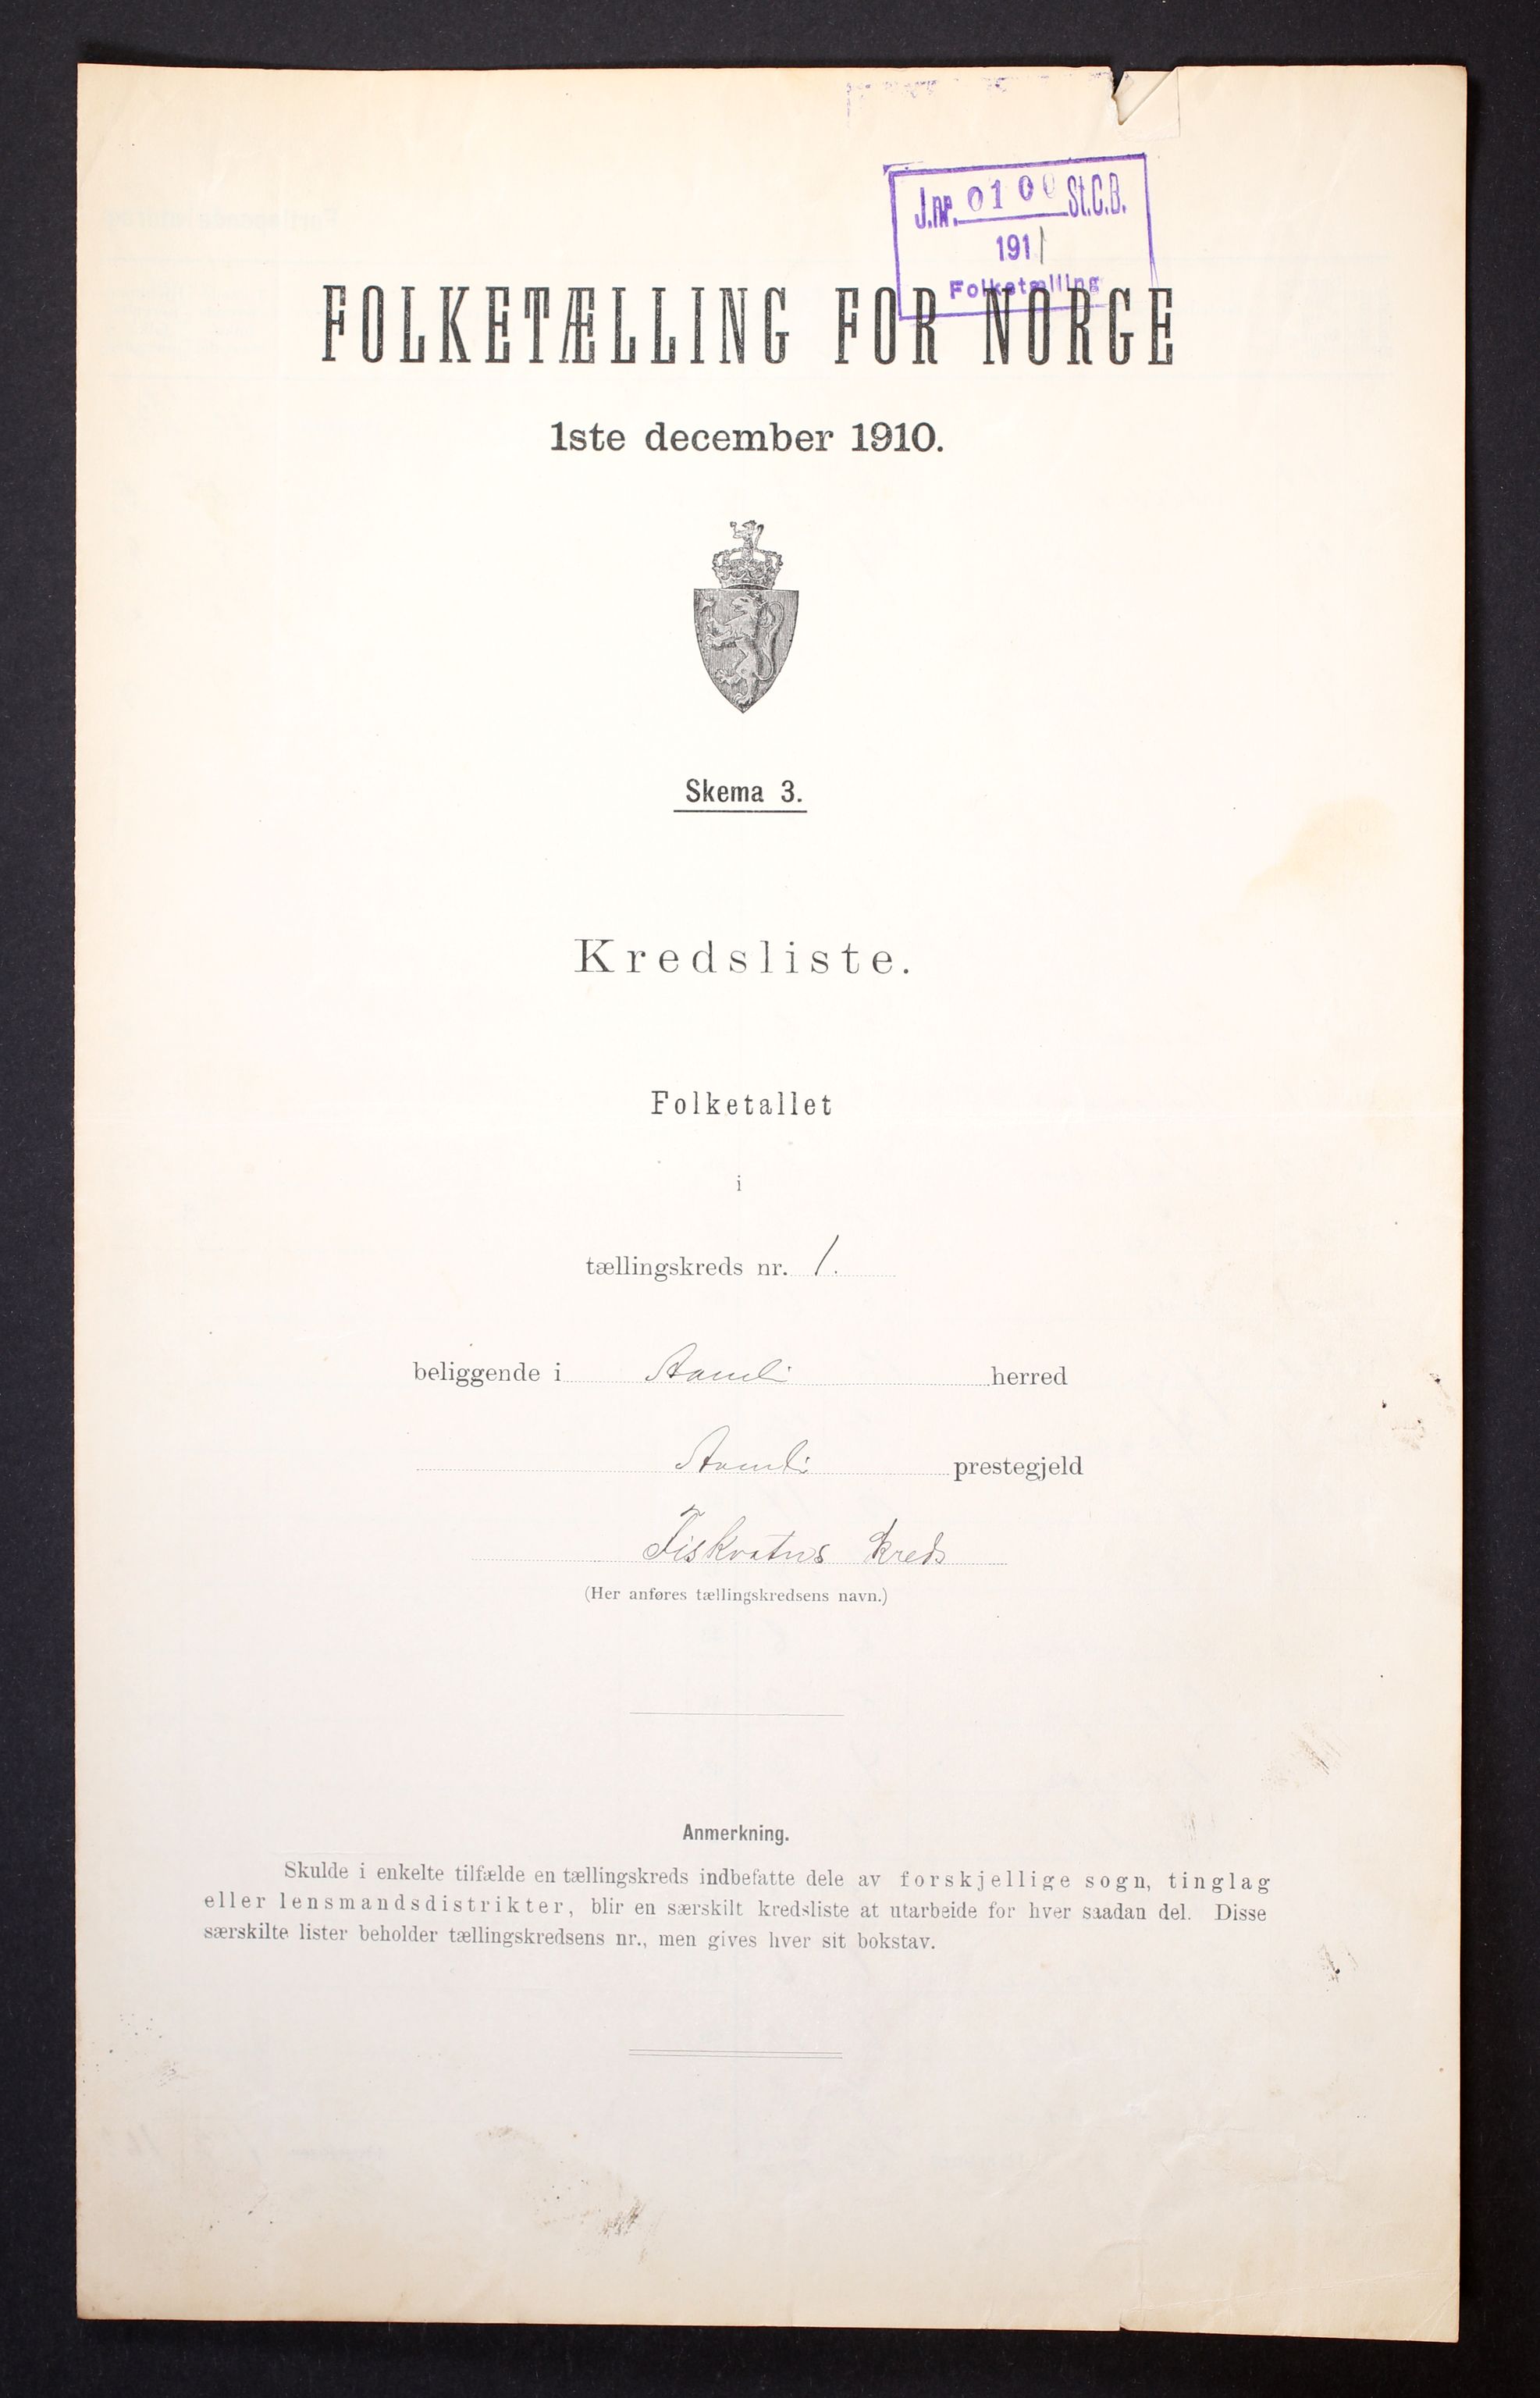 J.nr. 0100 St.C.B.
1911
Folketælling
FOLKETÆLLING FOR NORGE
1ste december 1910.
Skema 3.
Kredsliste.
Folketallet
i
tællingskreds nr. 1.
beliggende i Aamli herred
Aamli prestegjeld
Fiskvatns kreds
(Her anføres tællingskredsens navn.)
Anmerkning.
Skulde i enkelte tilfælde en tællingskreds indbefatte dele av forskjellige sogn, tinglag
eller lensmandsdistrikter, blir en særskilt kredsliste at utarbeide for hver saadan del. Disse
særskilte lister beholder tællingskredsens nr., men gives hver sit bokstav.